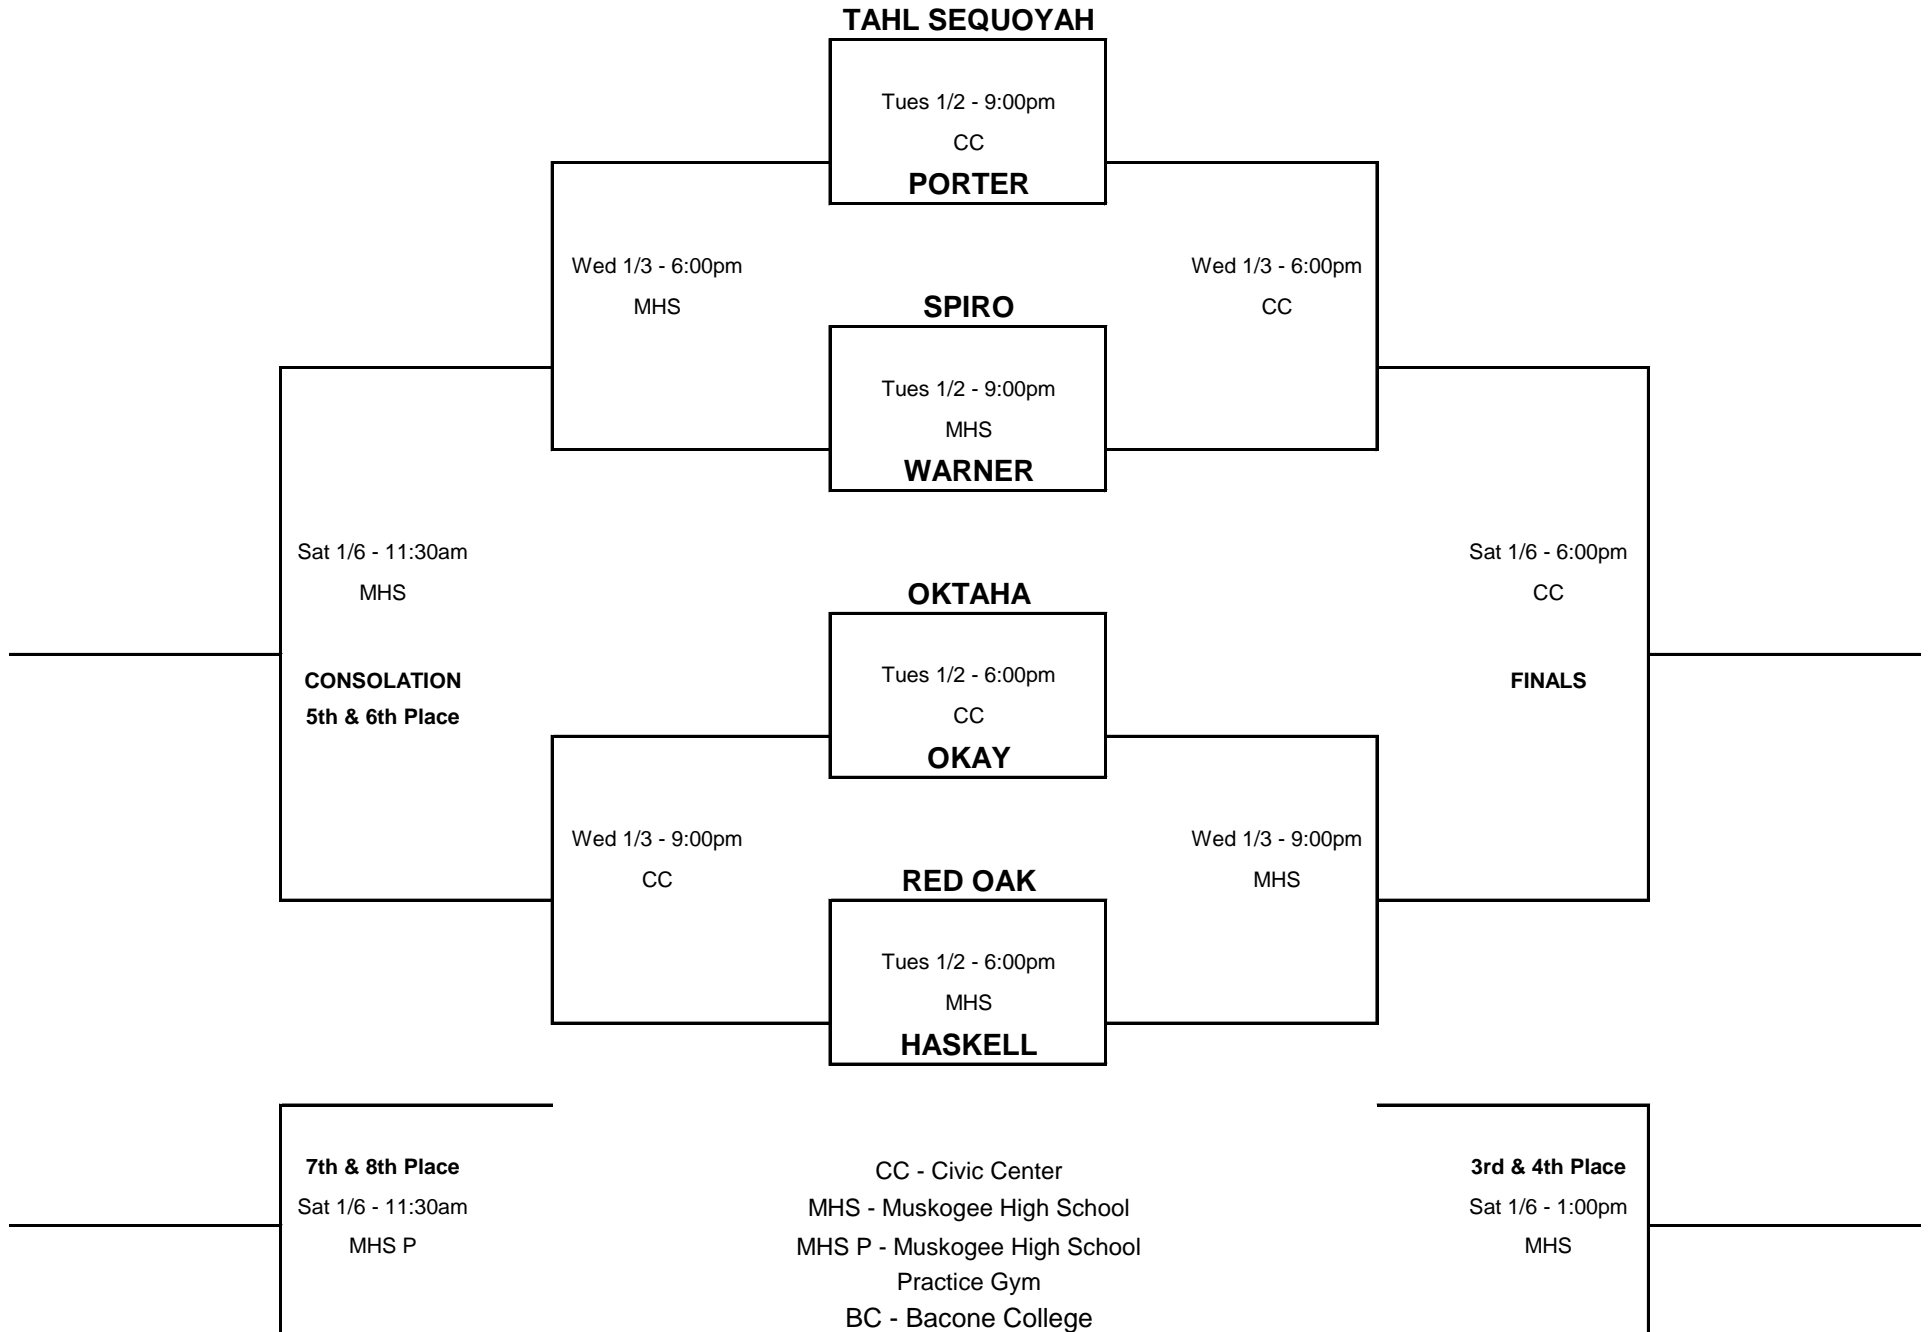 TAHL SEQUOYAH
Tues 1/2 - 9:00pm
CC
PORTER
Wed 1/3 - 6:00pm
MHS
Wed 1/3 - 6:00pm
CC
SPIRO
Tues 1/2 - 9:00pm
MHS
WARNER
Sat 1/6 - 11:30am
MHS
Sat 1/6 - 6:00pm
CC
OKTAHA
Tues 1/2 - 6:00pm
CC
OKAY
CONSOLATION
5th & 6th Place
FINALS
Wed 1/3 - 9:00pm
CC
Wed 1/3 - 9:00pm
MHS
RED OAK
Tues 1/2 - 6:00pm
MHS
HASKELL
7th & 8th Place
Sat 1/6 - 11:30am
MHS P
CC - Civic Center
MHS - Muskogee High School
MHS P - Muskogee High School
Practice Gym
BC - Bacone College
3rd & 4th Place
Sat 1/6 - 1:00pm
MHS